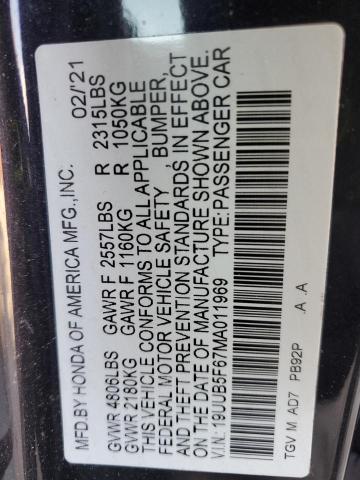 MFD.BY HONDA OF AMERICA MFG.,INC. 02/'21
GVWR 4806LBS GAWR F 2557LBS R 2315LBS
GVWR 2180KG GAWR F 1160KG R 1050KG
THIS VEHICLE CONFORMS TO ALL APPLICABLE
FEDERAL MOTOR VEHICLE SAFETY, BUMPER,
AND THEFT PREVENTION STANDARDS IN EFFECT
ON THE DATE OF MANUFACTURE SHOWN ABOVE.
VIN:19UUB5F67MA011969 TYPE:PASSENGER CAR
TGV M AD7 PB92P .A .A